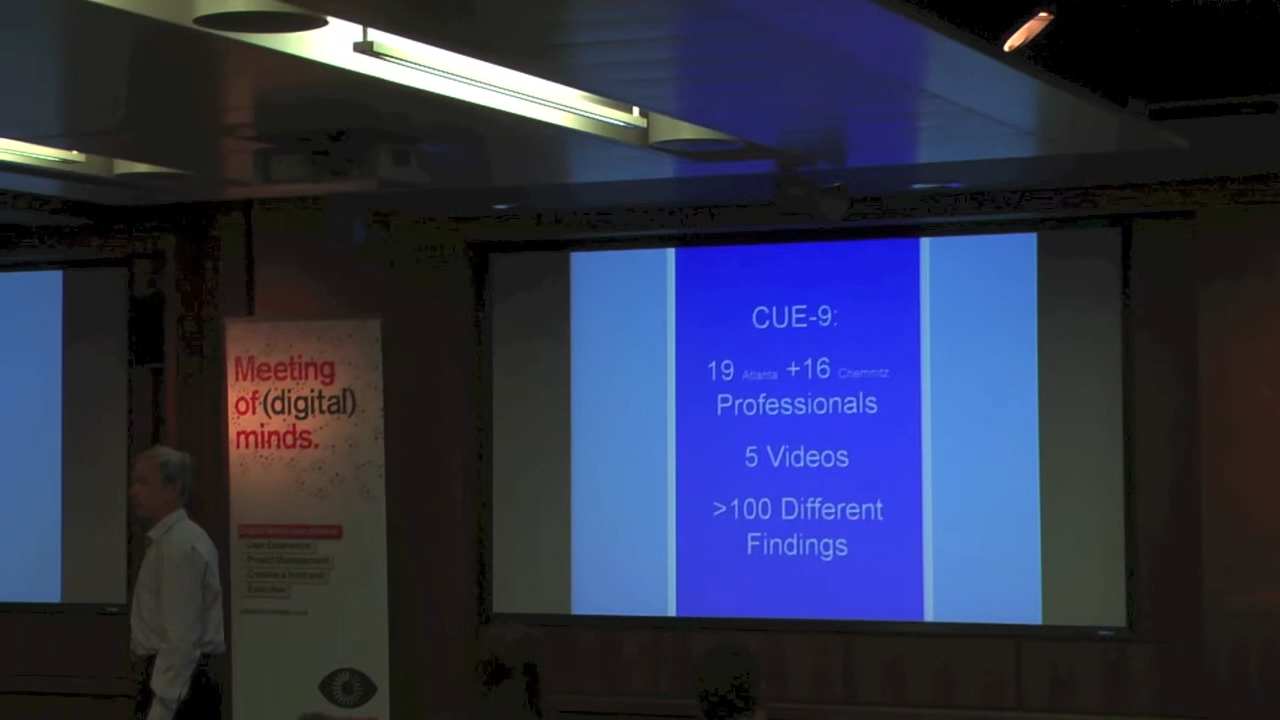 Meeting
of (digital)
minds.
User Experience
Project Management
Creative & front end
Executive
CUE-9:
19 Atlanta +16 Chemnitz
Professionals
5 Videos
>100 Different
Findings